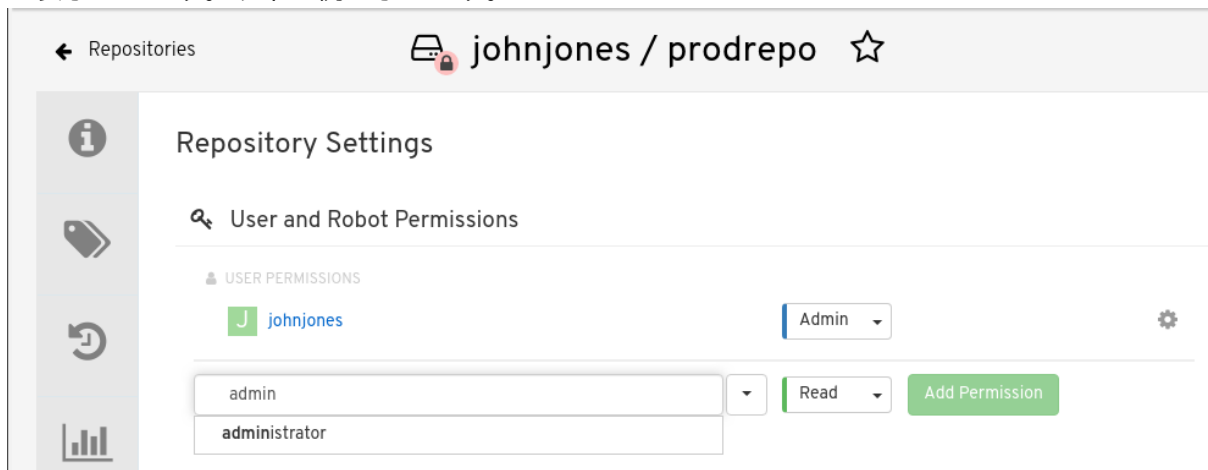 Repositories
johnjones / prodrepo
Repository Settings
User and Robot Permissions
USER PERMISSIONS
J johnjones Admin
admin Read Add Permission
administrator